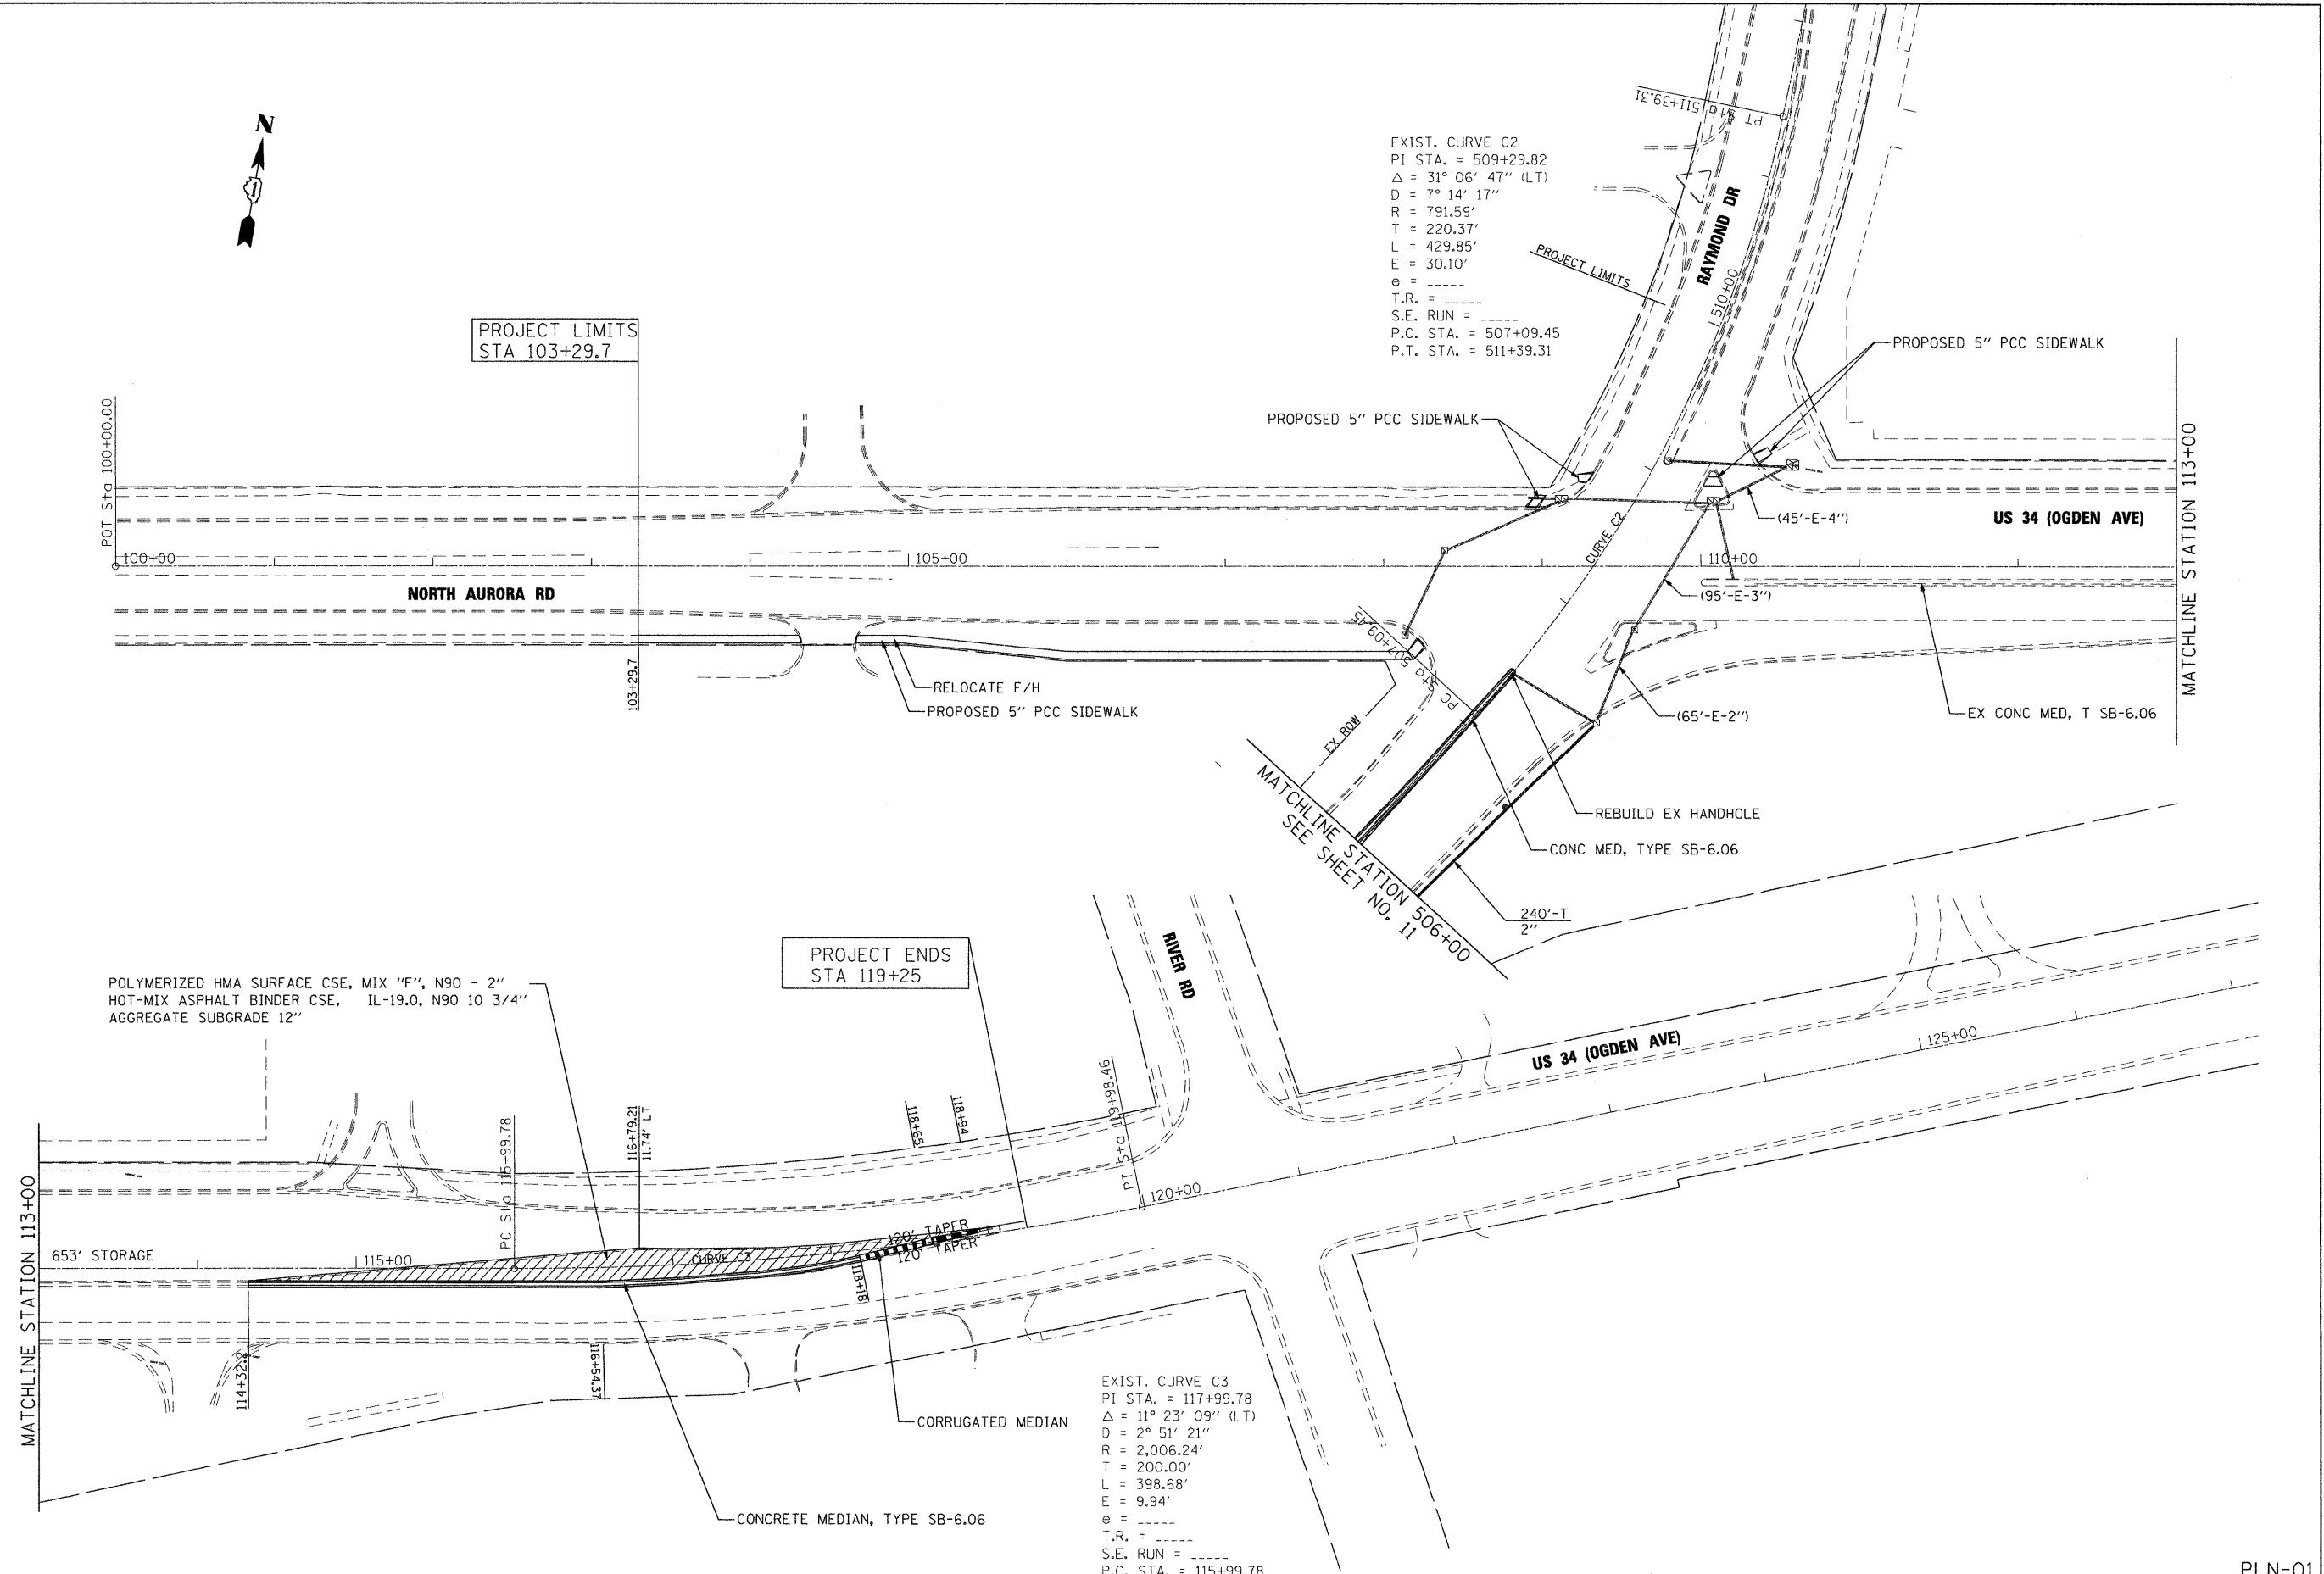 N
1
PT Sta 511+39.31
EXIST. CURVE C2
PI STA. = 509+29.82
Δ = 31° 06' 47" (LT)
D = 7° 14' 17"
R = 791.59'
T = 220.37'
L = 429.85'
E = 30.10'
e = -----
T.R. = -----
S.E. RUN = -----
P.C. STA. = 507+09.45
P.T. STA. = 511+39.31
PROJECT LIMITS
RAYMOND DR
510+00
PROJECT LIMITS
STA 103+29.7
PROPOSED 5" PCC SIDEWALK
PROPOSED 5" PCC SIDEWALK
POT Sta 100+00.00
100+00
105+00
110+00
CURVE C2
(45'-E-4")
US 34 (OGDEN AVE)
MATCHLINE STATION 113+00
NORTH AURORA RD
(95'-E-3")
103+29.7
RELOCATE F/H
PROPOSED 5" PCC SIDEWALK
PC Sta 507+09.45
EX ROW
(65'-E-2")
EX CONC MED, T SB-6.06
REBUILD EX HANDHOLE
CONC MED, TYPE SB-6.06
MATCHLINE STATION 506+00
SEE SHEET NO. 11
240'-T
2"
POLYMERIZED HMA SURFACE CSE, MIX "F", N90 - 2"
HOT-MIX ASPHALT BINDER CSE, IL-19.0, N90 10 3/4"
AGGREGATE SUBGRADE 12"
PROJECT ENDS
STA 119+25
RIVER RD
US 34 (OGDEN AVE)
125+00
MATCHLINE STATION 113+00
653' STORAGE
115+00
PC Sta 115+99.78
116+79.21
11.74' LT
118+65
118+94
PT Sta 119+98.46
120+00
CURVE C3
120' TAPER
120' TAPER
118+18
114+32.2
116+54.37
CORRUGATED MEDIAN
CONCRETE MEDIAN, TYPE SB-6.06
EXIST. CURVE C3
PI STA. = 117+99.78
Δ = 11° 23' 09" (LT)
D = 2° 51' 21"
R = 2,006.24'
T = 200.00'
L = 398.68'
E = 9.94'
e = -----
T.R. = -----
S.E. RUN = -----
P.C. STA. = 115+99.78
PLN-01